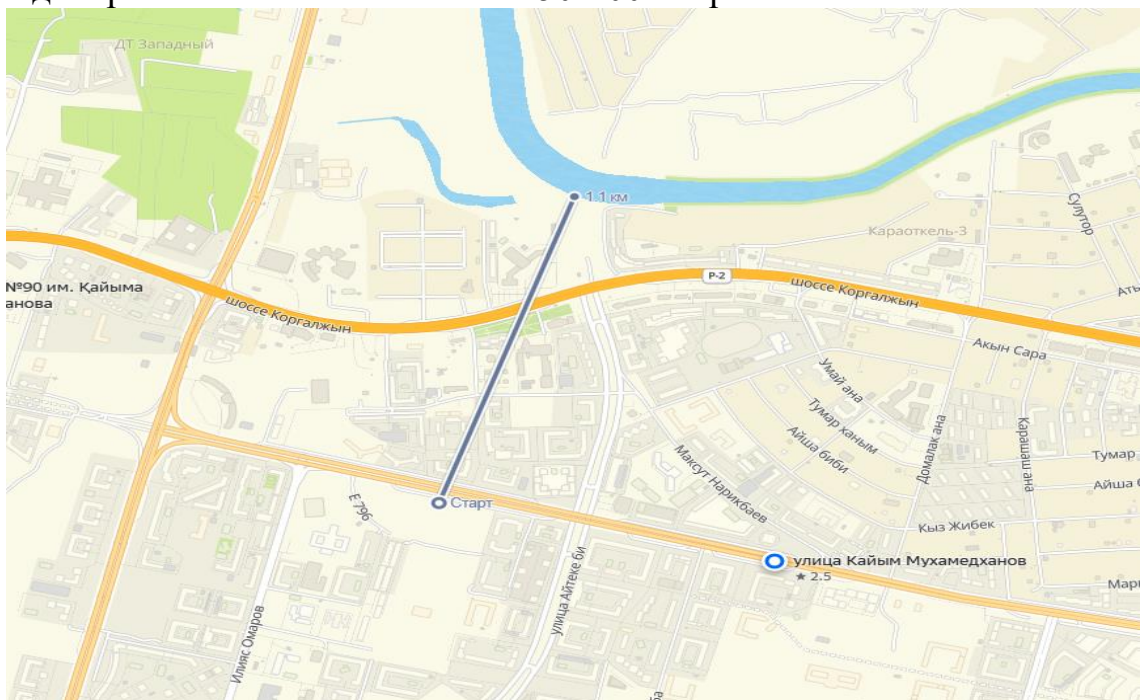 ДТ Западный
1.1 км
Сулутор
Караоткель-3
Р-2
№90 им. Қайыма
анова
шоссе Коргалжын
шоссе Коргалжын
Акын Сара
Умай ана
Тумар ханым
Айша биби
Домалак ана
Карашаш ана
Тумар
Айша б
Максут Нарикбаев
Е 796
Старт
Кыз Жибек
улица Кайым Мухамедханов
★ 2.5
Илияс Омаров
улица Айтеке би